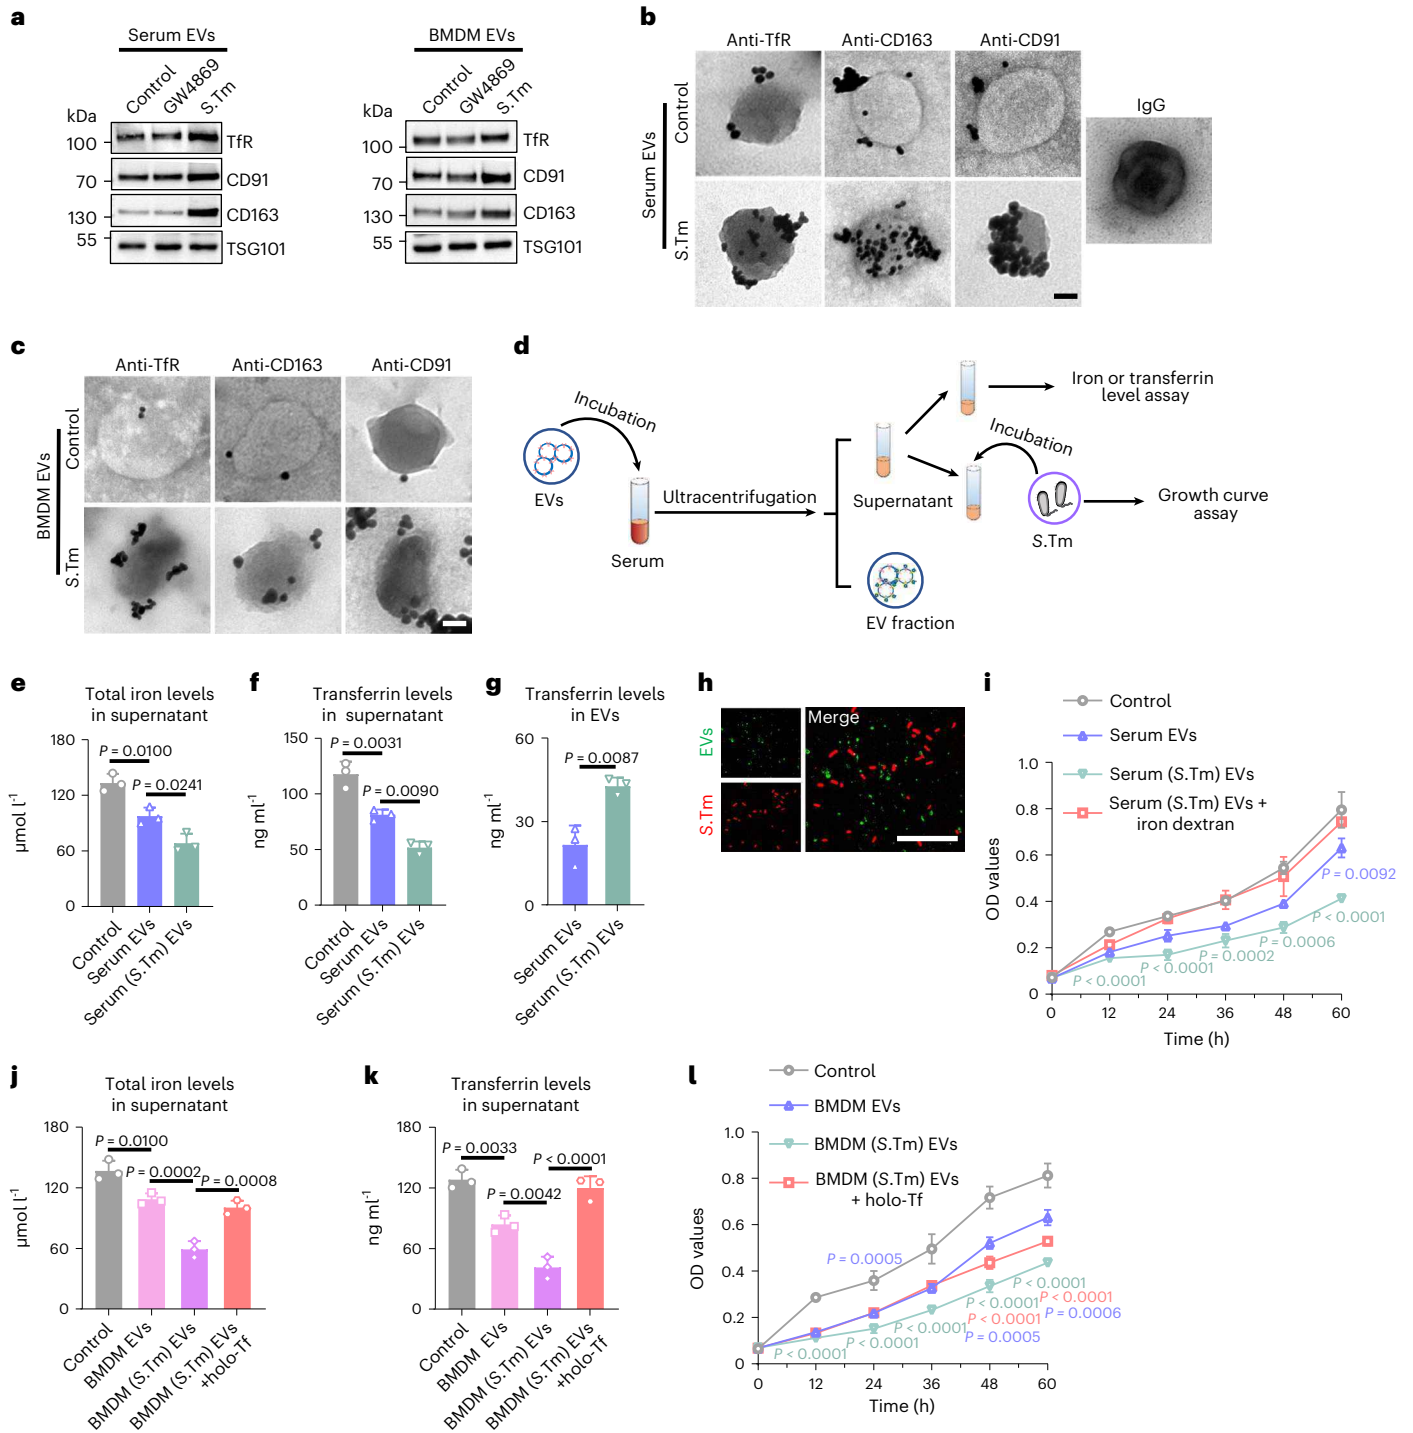 a
Serum EVs
Control
GW4869
S.Tm
kDa
100
TfR
70
CD91
130
CD163
55
TSG101
BMDM EVs
Control
GW4869
S.Tm
kDa
100
TfR
70
CD91
130
CD163
55
TSG101
b
Anti-TfR
Anti-CD163
Anti-CD91
Serum EVs
Control
S.Tm
IgG
c
Anti-TfR
Anti-CD163
Anti-CD91
BMDM EVs
Control
S.Tm
d
Incubation
EVs
Serum
Ultracentrifugation
Supernatant
EV fraction
Iron or transferrin
level assay
Incubation
S.Tm
Growth curve
assay
e
Total iron levels
in supernatant
180
120
60
0
µmol l⁻¹
P = 0.0100
P = 0.0241
Control
Serum EVs
Serum (S.Tm) EVs
f
Transferrin levels
in supernatant
150
100
50
0
ng ml⁻¹
P = 0.0031
P = 0.0090
Control
Serum EVs
Serum (S.Tm) EVs
g
Transferrin levels
in EVs
60
30
0
ng ml⁻¹
P = 0.0087
Serum EVs
Serum (S.Tm) EVs
h
EVs
S.Tm
Merge
i
Control
Serum EVs
Serum (S.Tm) EVs
Serum (S.Tm) EVs +
iron dextran
1.0
0.8
0.6
0.4
0.2
0
OD values
P = 0.0092
P < 0.0001
P = 0.0006
P = 0.0002
P < 0.0001
P < 0.0001
0
12
24
36
48
60
Time (h)
j
Total iron levels
in supernatant
180
120
60
0
µmol l⁻¹
P = 0.0100
P = 0.0002
P = 0.0008
Control
BMDM EVs
BMDM (S.Tm) EVs
BMDM (S.Tm) EVs
+holo-Tf
k
Transferrin levels
in supernatant
180
120
60
0
ng ml⁻¹
P = 0.0033
P < 0.0001
P = 0.0042
Control
BMDM EVs
BMDM (S.Tm) EVs
BMDM (S.Tm) EVs
+holo-Tf
l
Control
BMDM EVs
BMDM (S.Tm) EVs
BMDM (S.Tm) EVs
+ holo-Tf
1.0
0.8
0.6
0.4
0.2
0
OD values
P = 0.0005
P < 0.0001
P < 0.0001
P = 0.0006
P < 0.0001
P < 0.0001
P = 0.0005
P < 0.0001
P < 0.0001
P < 0.0001
0
12
24
36
48
60
Time (h)